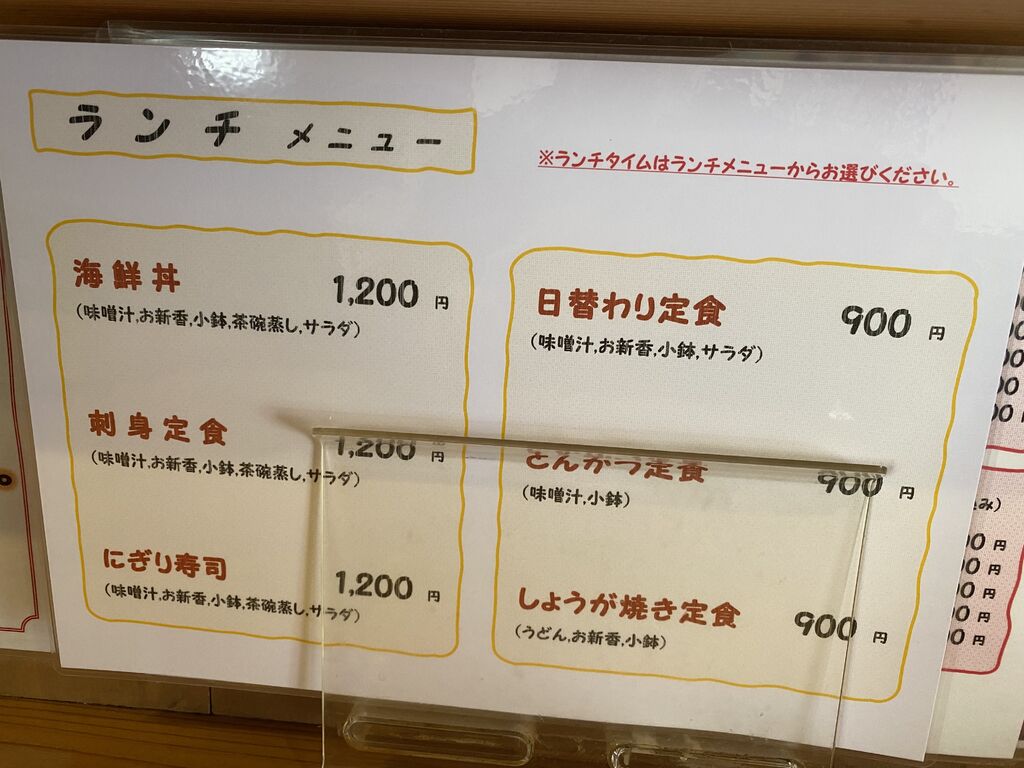 ランチ メニュー
※ランチタイムはランチメニューからお選びください。
海鮮丼 1,200 円
(味噌汁,お新香,小鉢,茶碗蒸し,サラダ)
刺身定食 1,200 円
(味噌汁,お新香,小鉢,茶碗蒸し,サラダ)
にぎり寿司 1,200 円
(味噌汁,お新香,小鉢,茶碗蒸し,サラダ)
日替わり定食 900 円
(味噌汁,お新香,小鉢,サラダ)
とんかつ定食 900 円
(味噌汁,小鉢)
しょうが焼き定食 900 円
(うどん,お新香,小鉢)